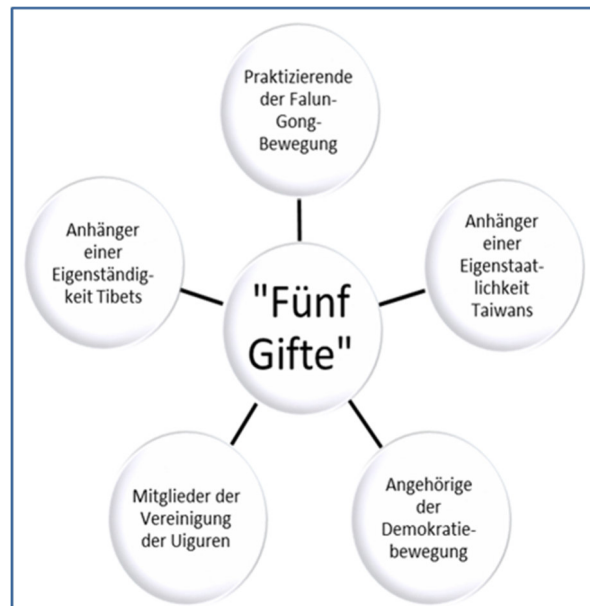 Praktizierende
der Falun-
Gong-
Bewegung
Anhänger
einer
Eigenstaat-
lichkeit
Taiwans
Angehörige
der
Demokratie-
bewegung
Mitglieder der
Vereinigung
der Uiguren
Anhänger
einer
Eigenständig-
keit Tibets
"Fünf
Gifte"